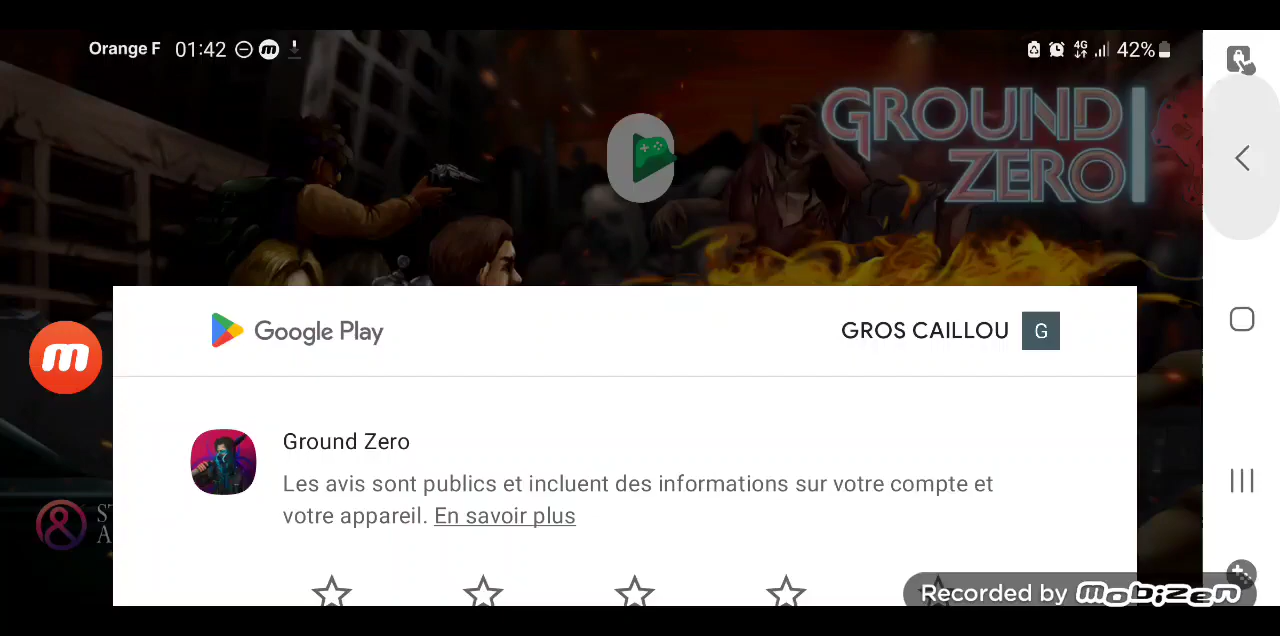 Orange F 01:42
4G 42%
GROUND
ZERO
Google Play
GROS CAILLOU G
Ground Zero
Les avis sont publics et incluent des informations sur votre compte et
votre appareil. En savoir plus
Recorded by mobizen